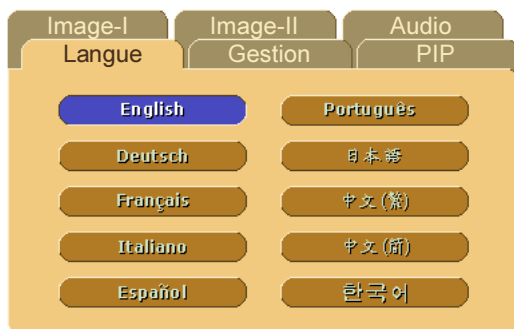 Image-I Image-II Audio
Langue Gestion PIP
English Português
Deutsch 日本語
Français 中文(繁)
Italiano 中文(简)
Español 한국어